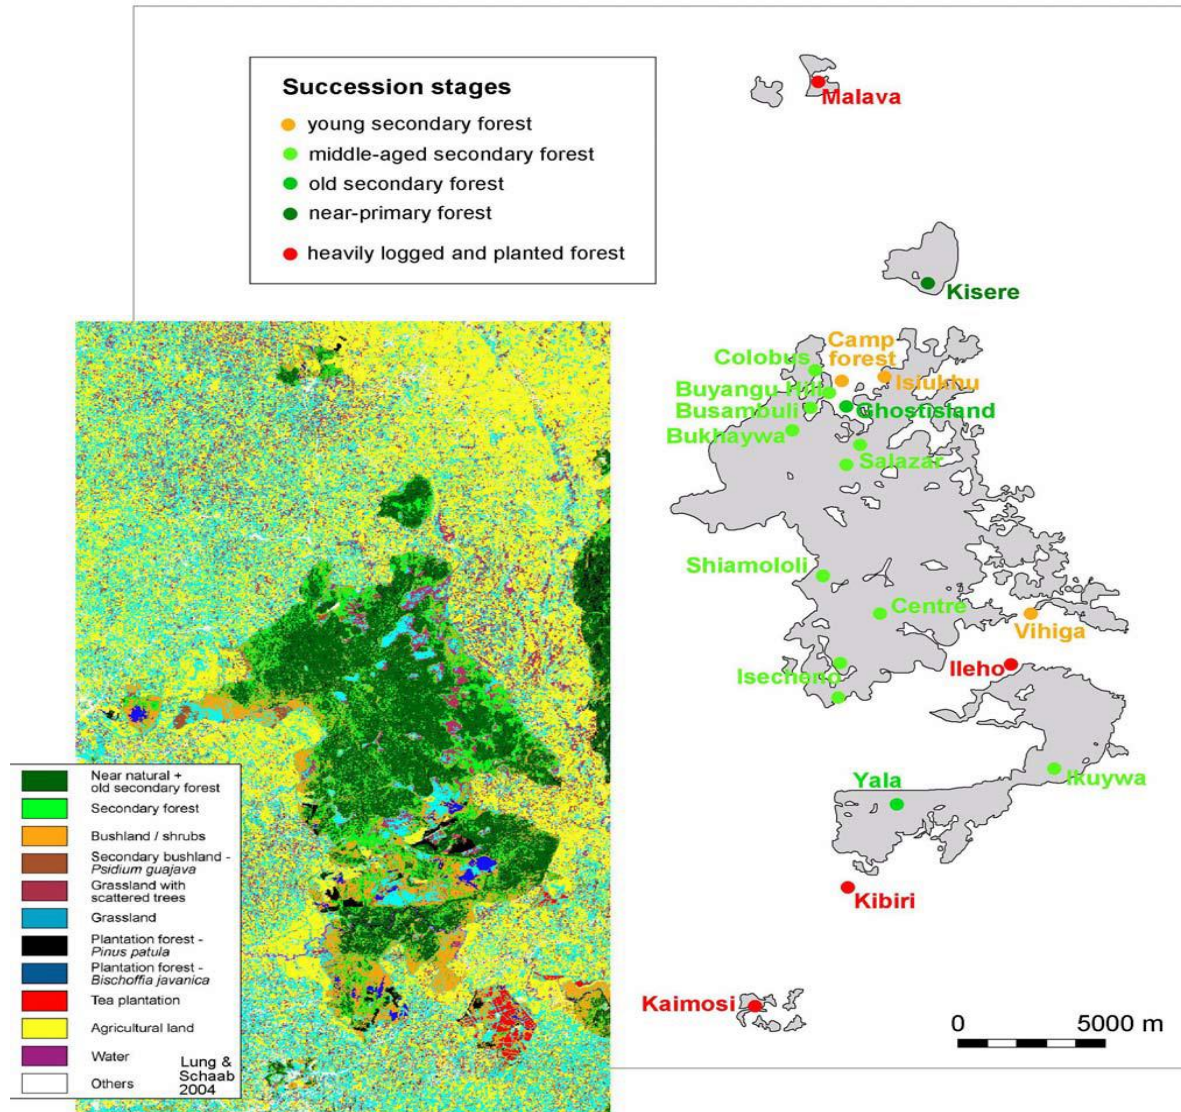 Succession stages
young secondary forest
middle-aged secondary forest
old secondary forest
near-primary forest
heavily logged and planted forest
Malava
Kisere
Camp
forest
Colobus
Isiukhu
Buyangu Hill
Busambuli
Ghostisland
Bukhaywa
Salazar
Shiamololi
Centre
Vihiga
Ileho
Isecheno
Ikuywa
Yala
Kibiri
Kaimosi
0 5000 m
Near natural +
old secondary forest
Secondary forest
Bushland / shrubs
Secondary bushland -
Psidium guajava
Grassland with
scattered trees
Grassland
Plantation forest -
Pinus patula
Plantation forest -
Bischoffia javanica
Tea plantation
Agricultural land
Water
Others
Lung &
Schaab
2004